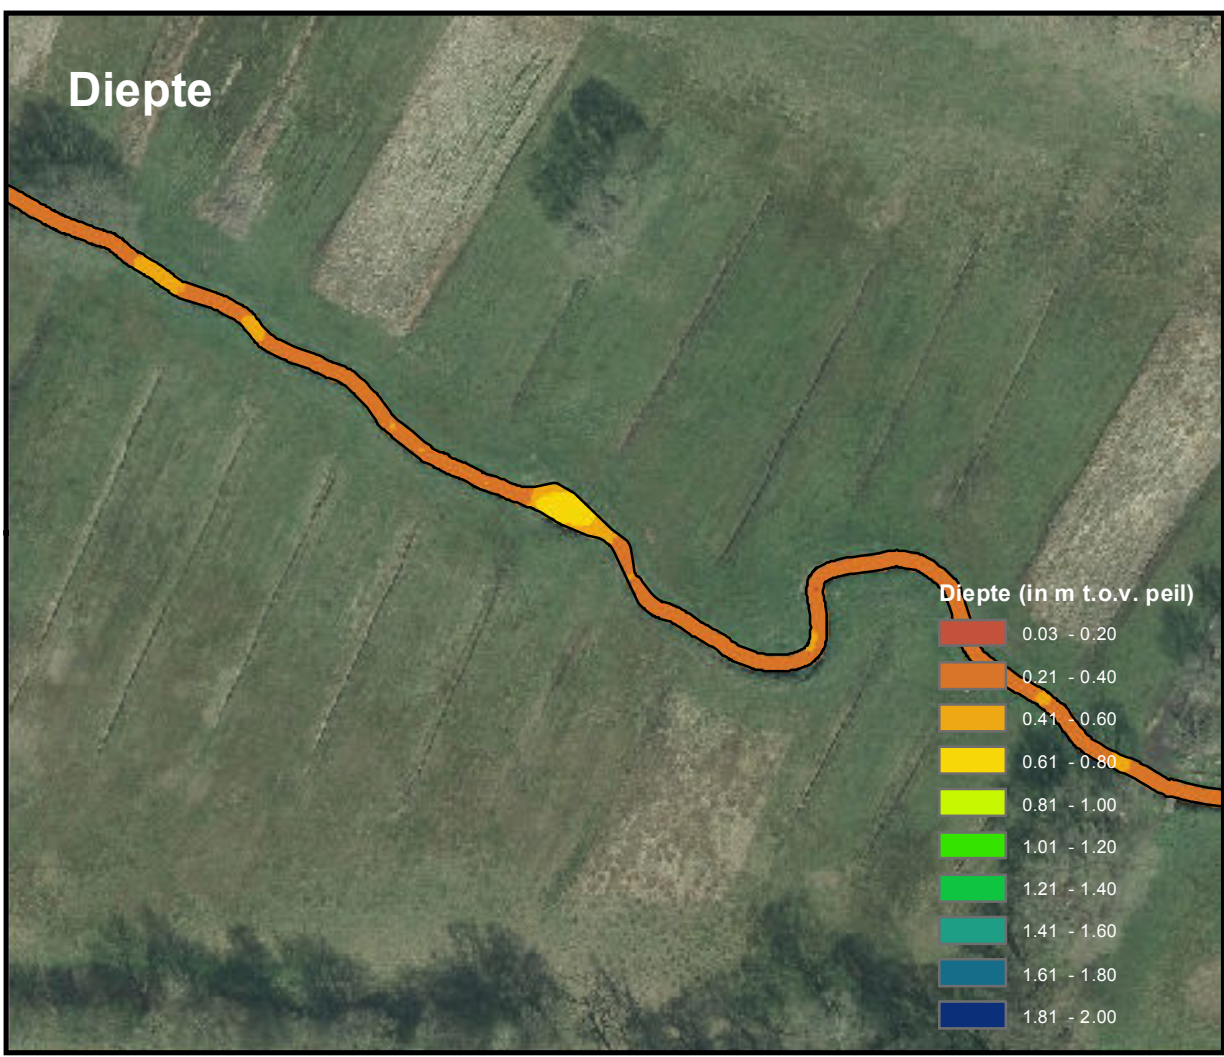 Diepte
Diepte (in m t.o.v. peil)
0.03 - 0.20
0.21 - 0.40
0.41 - 0.60
0.61 - 0.80
0.81 - 1.00
1.01 - 1.20
1.21 - 1.40
1.41 - 1.60
1.61 - 1.80
1.81 - 2.00